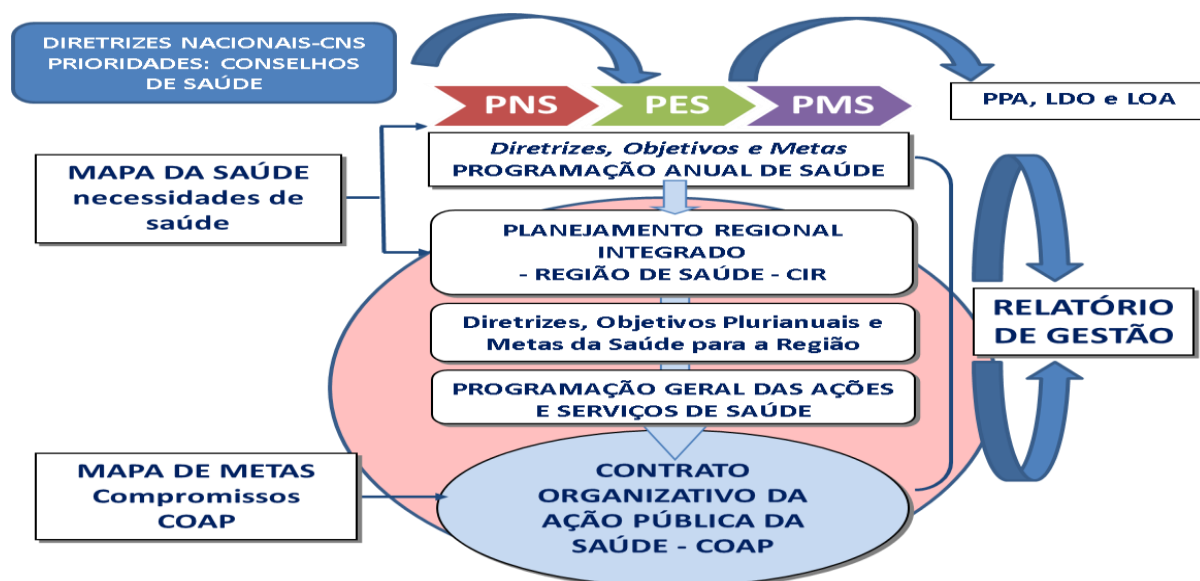 DIRETRIZES NACIONAIS-CNS
PRIORIDADES: CONSELHOS
DE SAÚDE
PNS
PES
PMS
PPA, LDO e LOA
Diretrizes, Objetivos e Metas
PROGRAMAÇÃO ANUAL DE SAÚDE
MAPA DA SAÚDE
necessidades de
saúde
PLANEJAMENTO REGIONAL
INTEGRADO
- REGIÃO DE SAÚDE - CIR
Diretrizes, Objetivos Plurianuais e
Metas da Saúde para a Região
RELATÓRIO
DE GESTÃO
PROGRAMAÇÃO GERAL DAS AÇÕES
E SERVIÇOS DE SAÚDE
MAPA DE METAS
Compromissos
COAP
CONTRATO
ORGANIZATIVO DA
AÇÃO PÚBLICA DA
SAÚDE - COAP